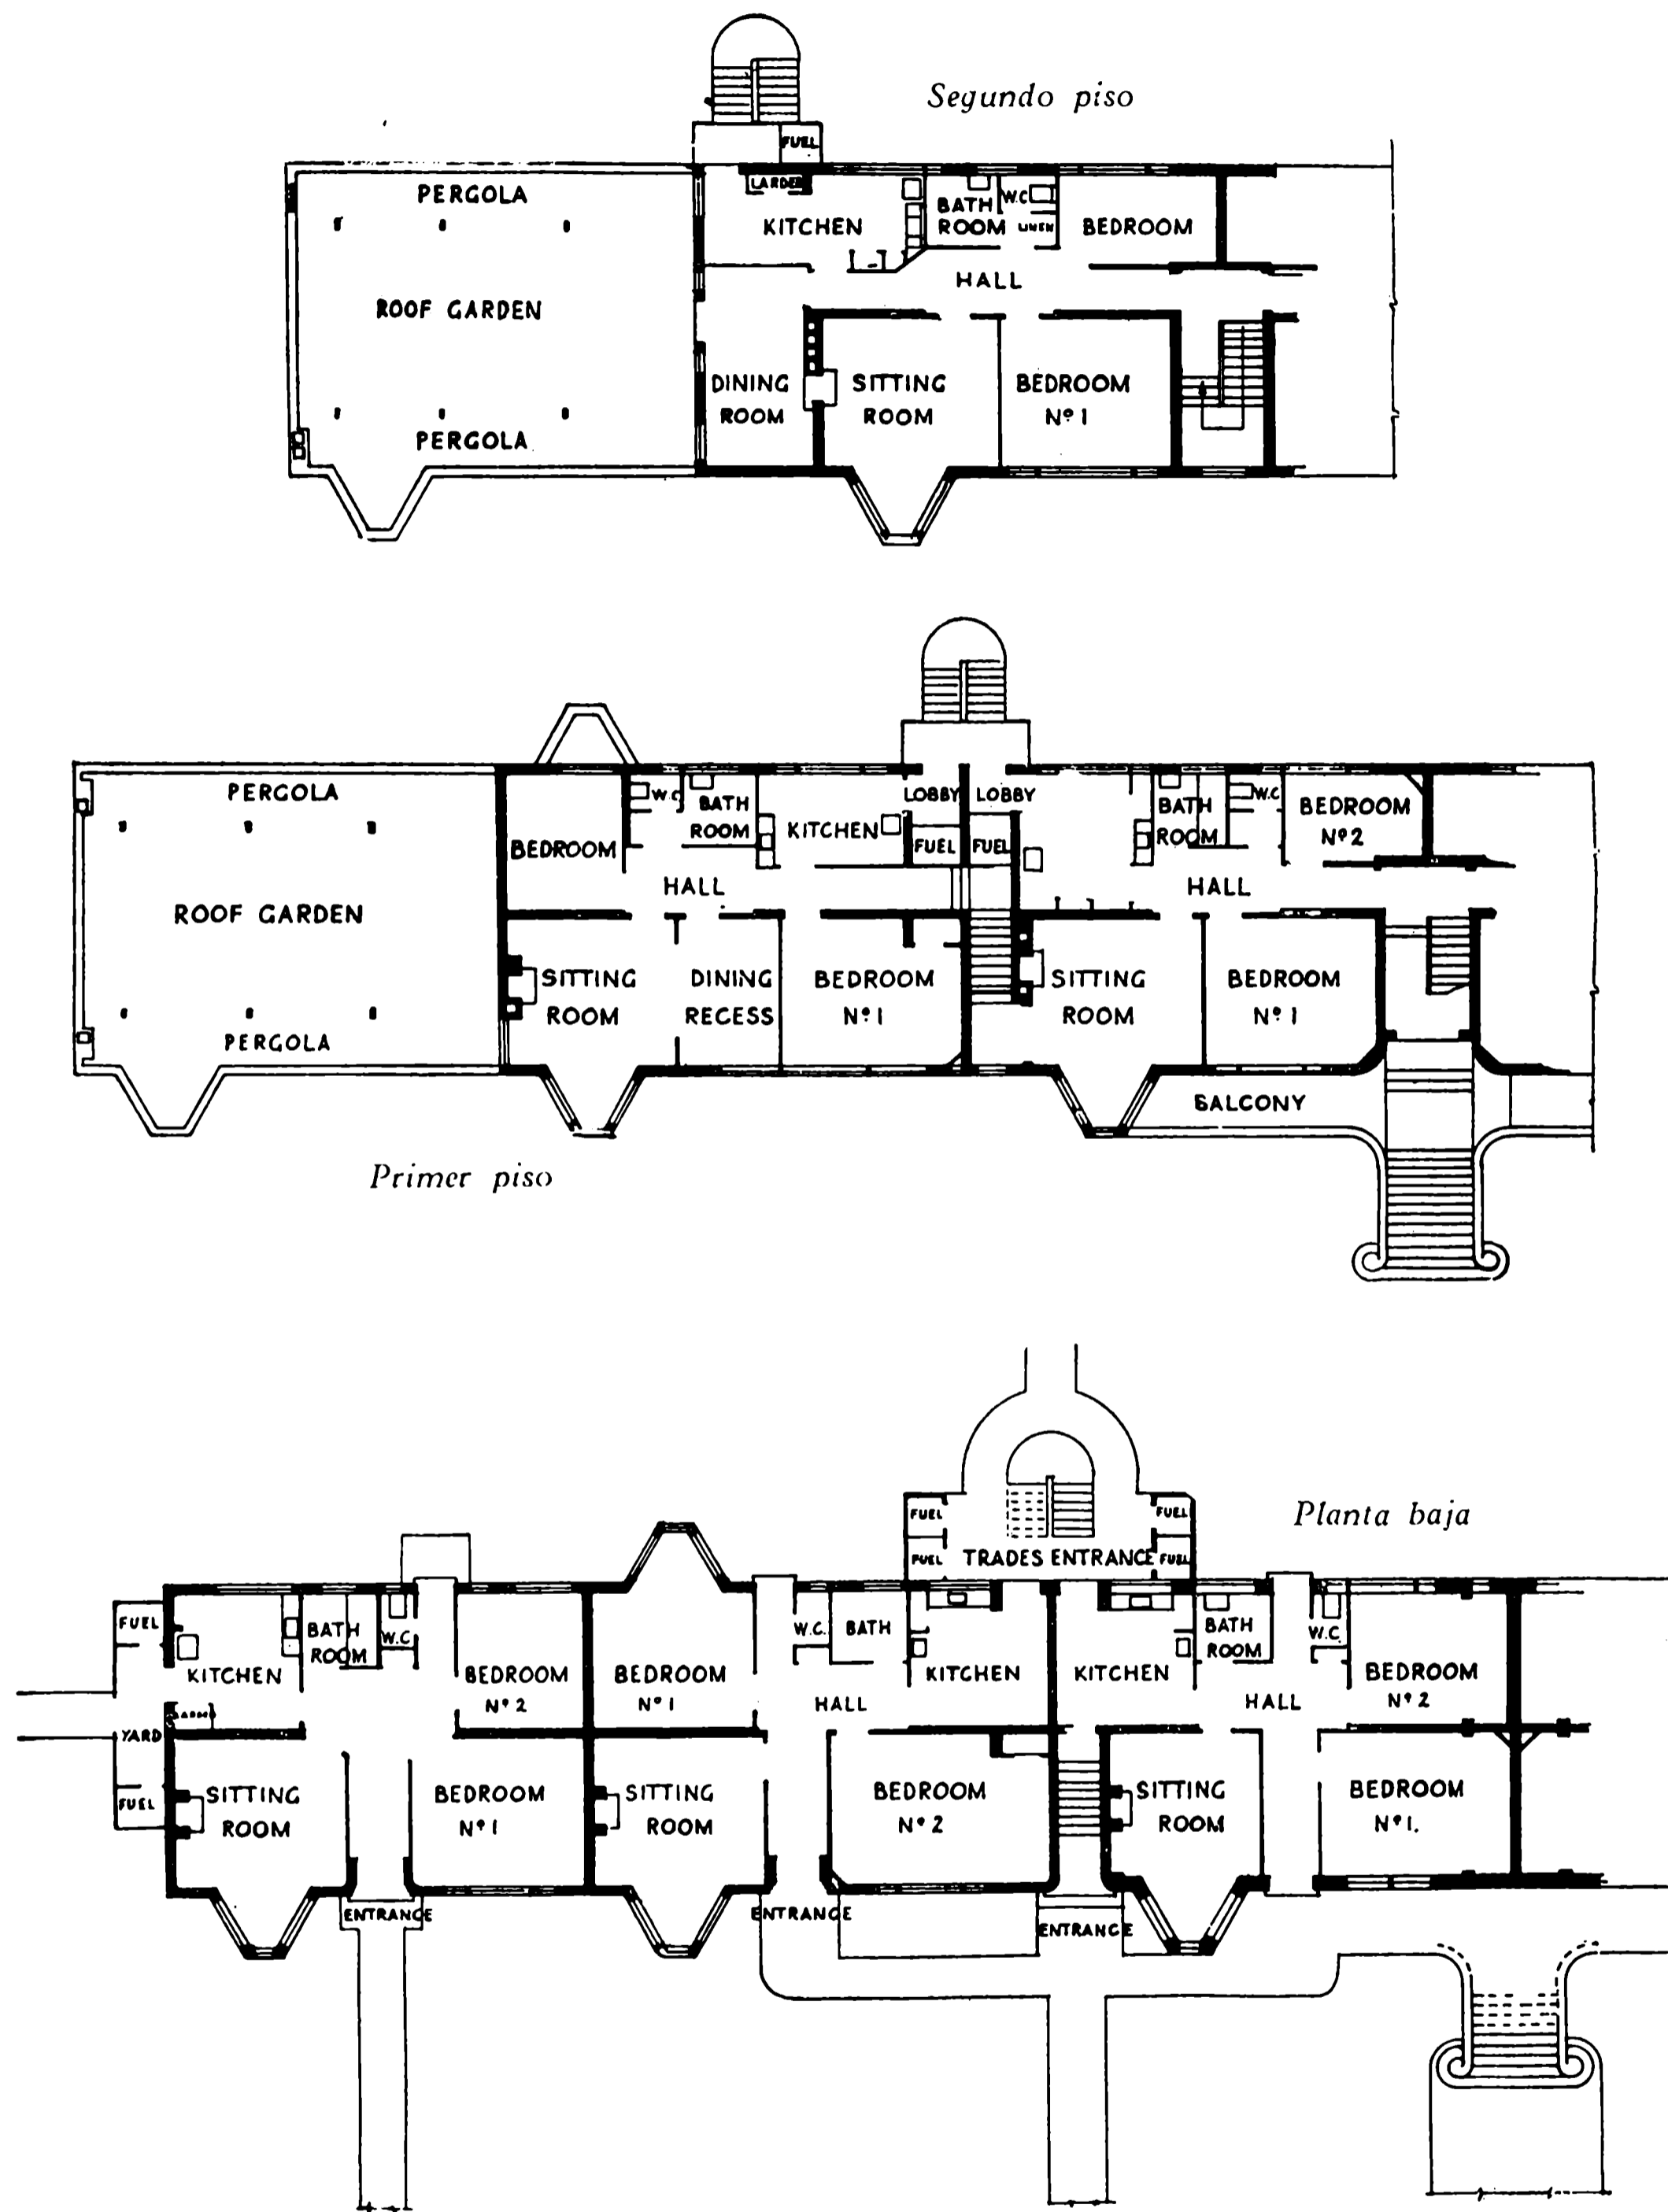 Segundo piso
FUEL
PERGOLA
LARDER
KITCHEN
BATH
ROOM
W.C
LINEN
BEDROOM
HALL
ROOF GARDEN
DINING
ROOM
SITTING
ROOM
BEDROOM
Nº 1
PERGOLA
PERGOLA
W.C
BATH
ROOM
KITCHEN
LOBBY
LOBBY
BATH
ROOM
W.C
BEDROOM
Nº 2
BEDROOM
FUEL
FUEL
HALL
HALL
ROOF GARDEN
SITTING
ROOM
DINING
RECESS
BEDROOM
Nº 1
SITTING
ROOM
BEDROOM
Nº 1
PERGOLA
BALCONY
Primer piso
Planta baja
FUEL
FUEL
FUEL
TRADES ENTRANCE
FUEL
FUEL
KITCHEN
BATH
ROOM
W.C
BEDROOM
Nº 2
BEDROOM
Nº 1
W.C.
BATH
HALL
KITCHEN
KITCHEN
BATH
ROOM
W.C.
HALL
BEDROOM
Nº 2
YARD
FUEL
SITTING
ROOM
BEDROOM
Nº 1
SITTING
ROOM
BEDROOM
Nº 2
SITTING
ROOM
BEDROOM
Nº 1.
ENTRANCE
ENTRANCE
ENTRANCE